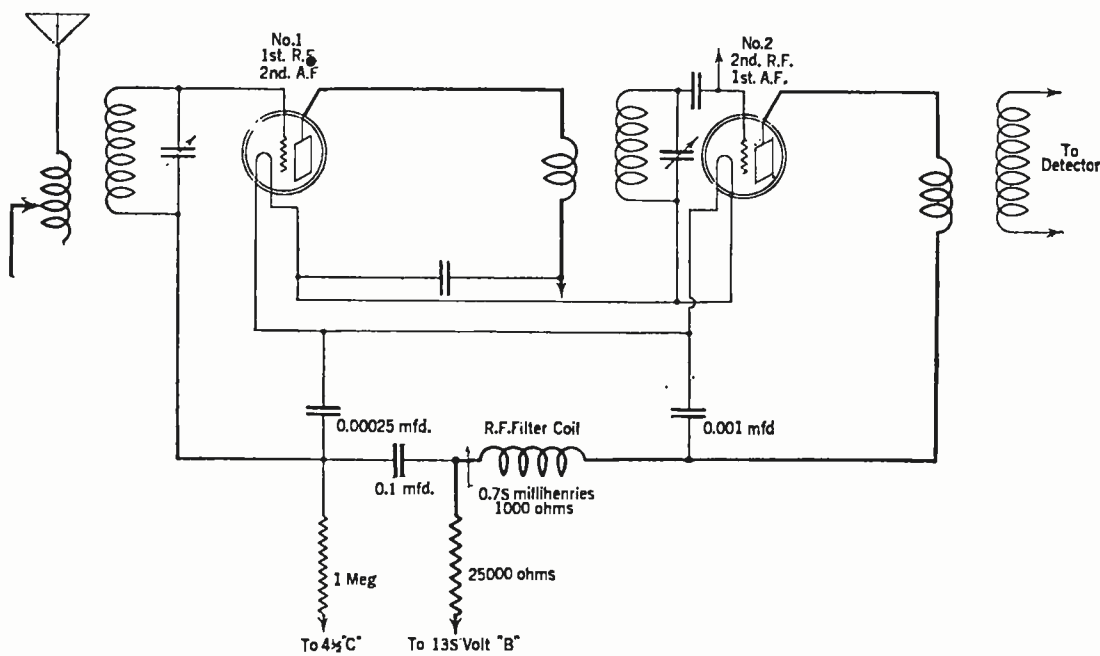 No.1
1st. R.F
2nd. A.F
No.2
2nd. R.F.
1st. A.F.
To
Detector
0.00025 mfd.
R.F.Filter Coil
0.001 mfd
0.1 mfd.
0.75 millihenries
1000 ohms
1 Meg
25000 ohms
To 4½"C"
To 135 Volt "B"